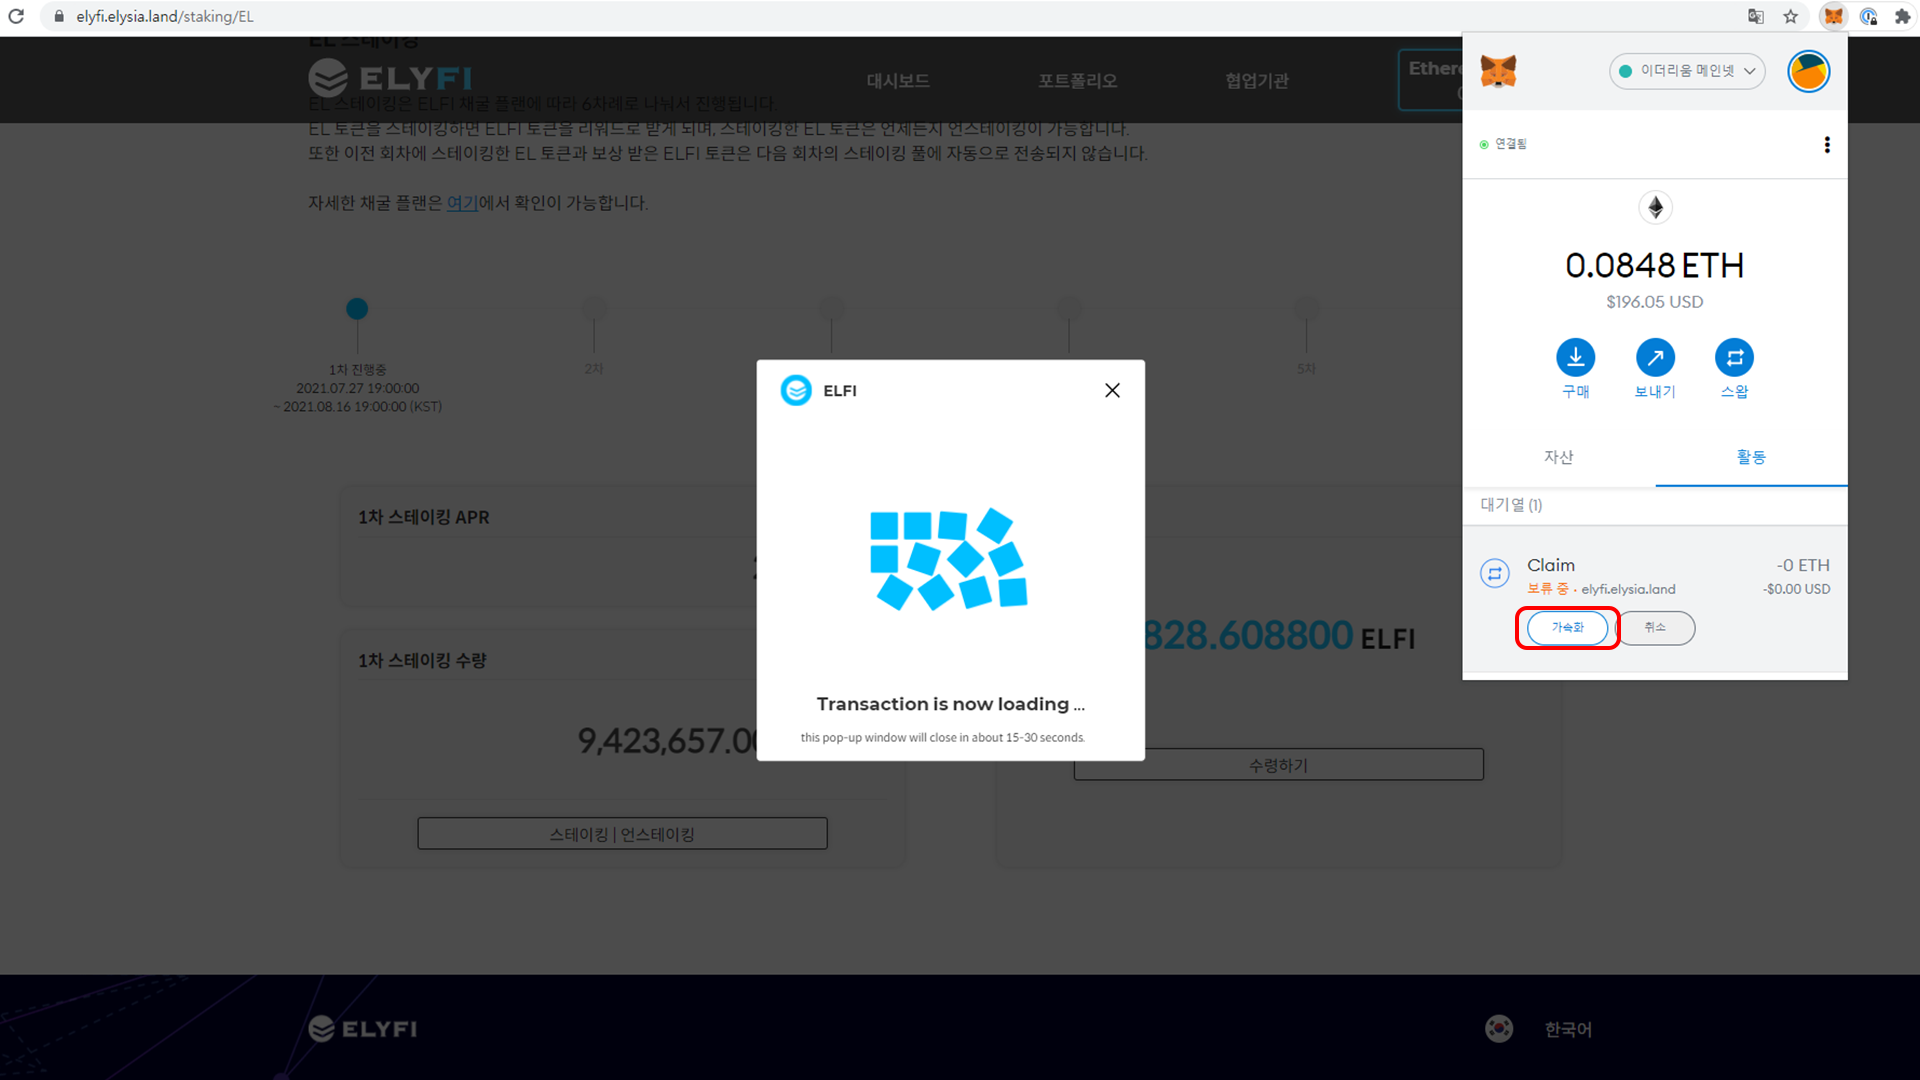 elyfi.elysia.land/staking/EL
EL 스테이킹
ELYFI
대시보드
포트폴리오
협업기관
EL 스테이킹은 ELFI 채굴 플랜에 따라 6차례로 나눠서 진행됩니다.
EL 토큰을 스테이킹하면 ELFI 토큰을 리워드로 받게 되며, 스테이킹한 EL 토큰은 언제든지 언스테이킹이 가능합니다.
또한 이전 회차에 스테이킹한 EL 토큰과 보상 받은 ELFI 토큰은 다음 회차의 스테이킹 풀에 자동으로 전송되지 않습니다.
자세한 채굴 플랜은 여기에서 확인이 가능합니다.
1차 진행중
2021.07.27 19:00:00
~ 2021.08.16 19:00:00 (KST)
2차
5차
1차 스테이킹 APR
1차 스테이킹 수량
9,423,657.0
스테이킹 | 언스테이킹
828.608800 ELFI
수령하기
ELFI
Transaction is now loading ...
this pop-up window will close in about 15-30 seconds.
이더리움 메인넷
연결됨
0.0848 ETH
$196.05 USD
구매
보내기
스왑
자산
활동
대기열 (1)
Claim
-0 ETH
보류 중 · elyfi.elysia.land
-$0.00 USD
가속화
취소
ELYFI
한국어